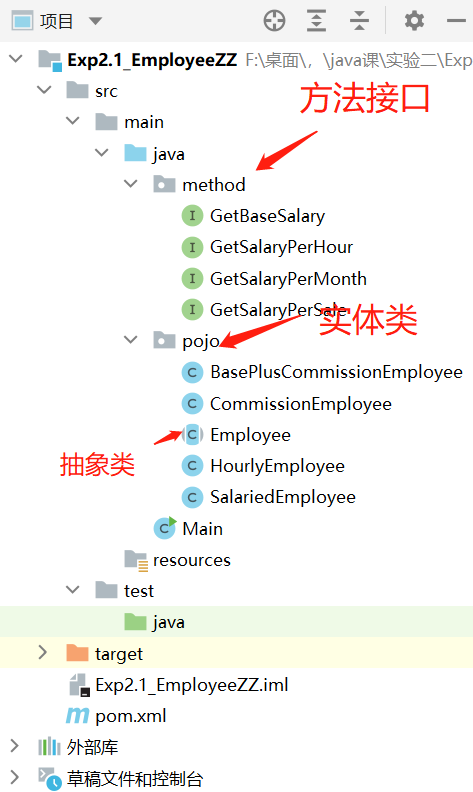 项目
Exp2.1_EmployeeZZ F:\桌面\，\java课\实验二\Exp
src
main
方法接口
java
method
GetBaseSalary
GetSalaryPerHour
GetSalaryPerMonth
GetSalaryPerSale
实体类
pojo
BasePlusCommissionEmployee
CommissionEmployee
Employee
抽象类
HourlyEmployee
SalariedEmployee
Main
resources
test
java
target
Exp2.1_EmployeeZZ.iml
pom.xml
外部库
草稿文件和控制台